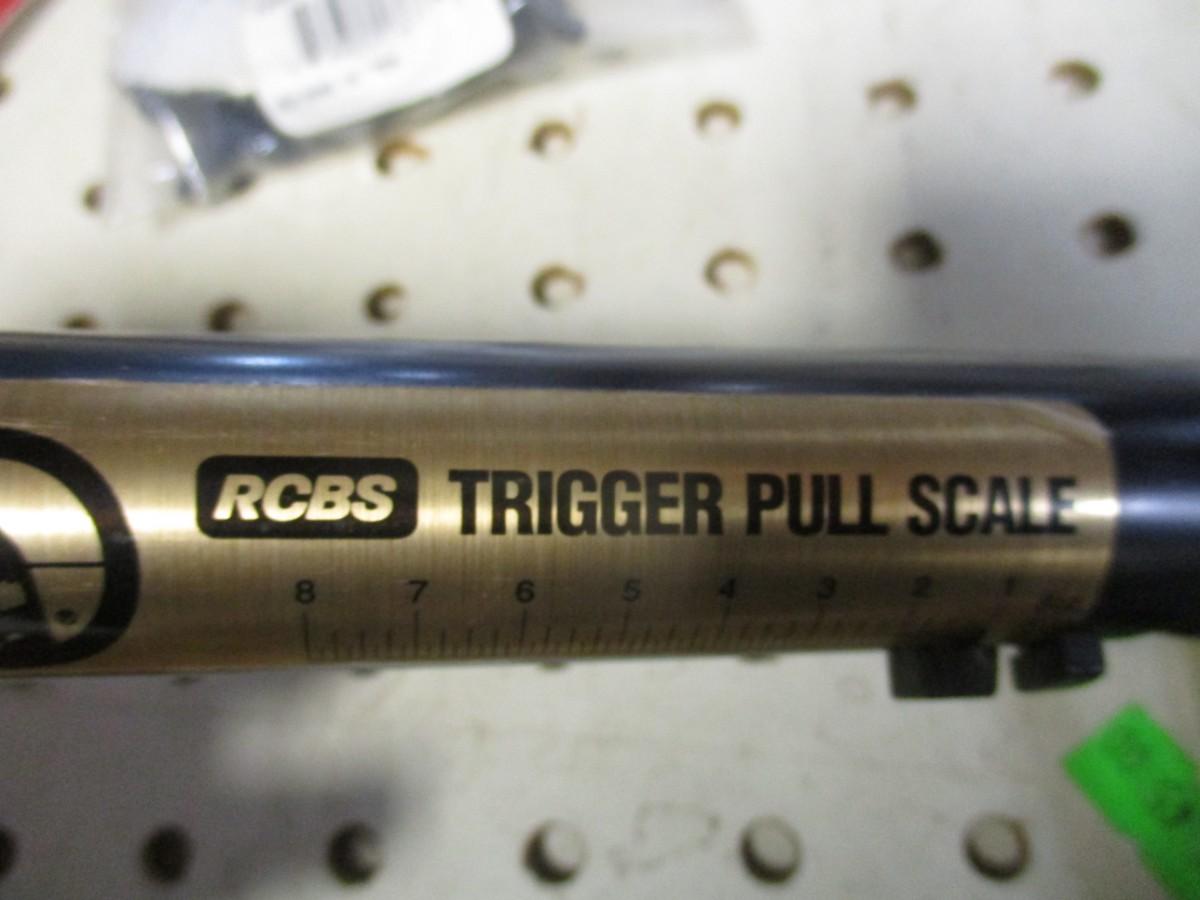 RCBS TRIGGER PULL SCALE
8 7 6 5 4 3 2 1